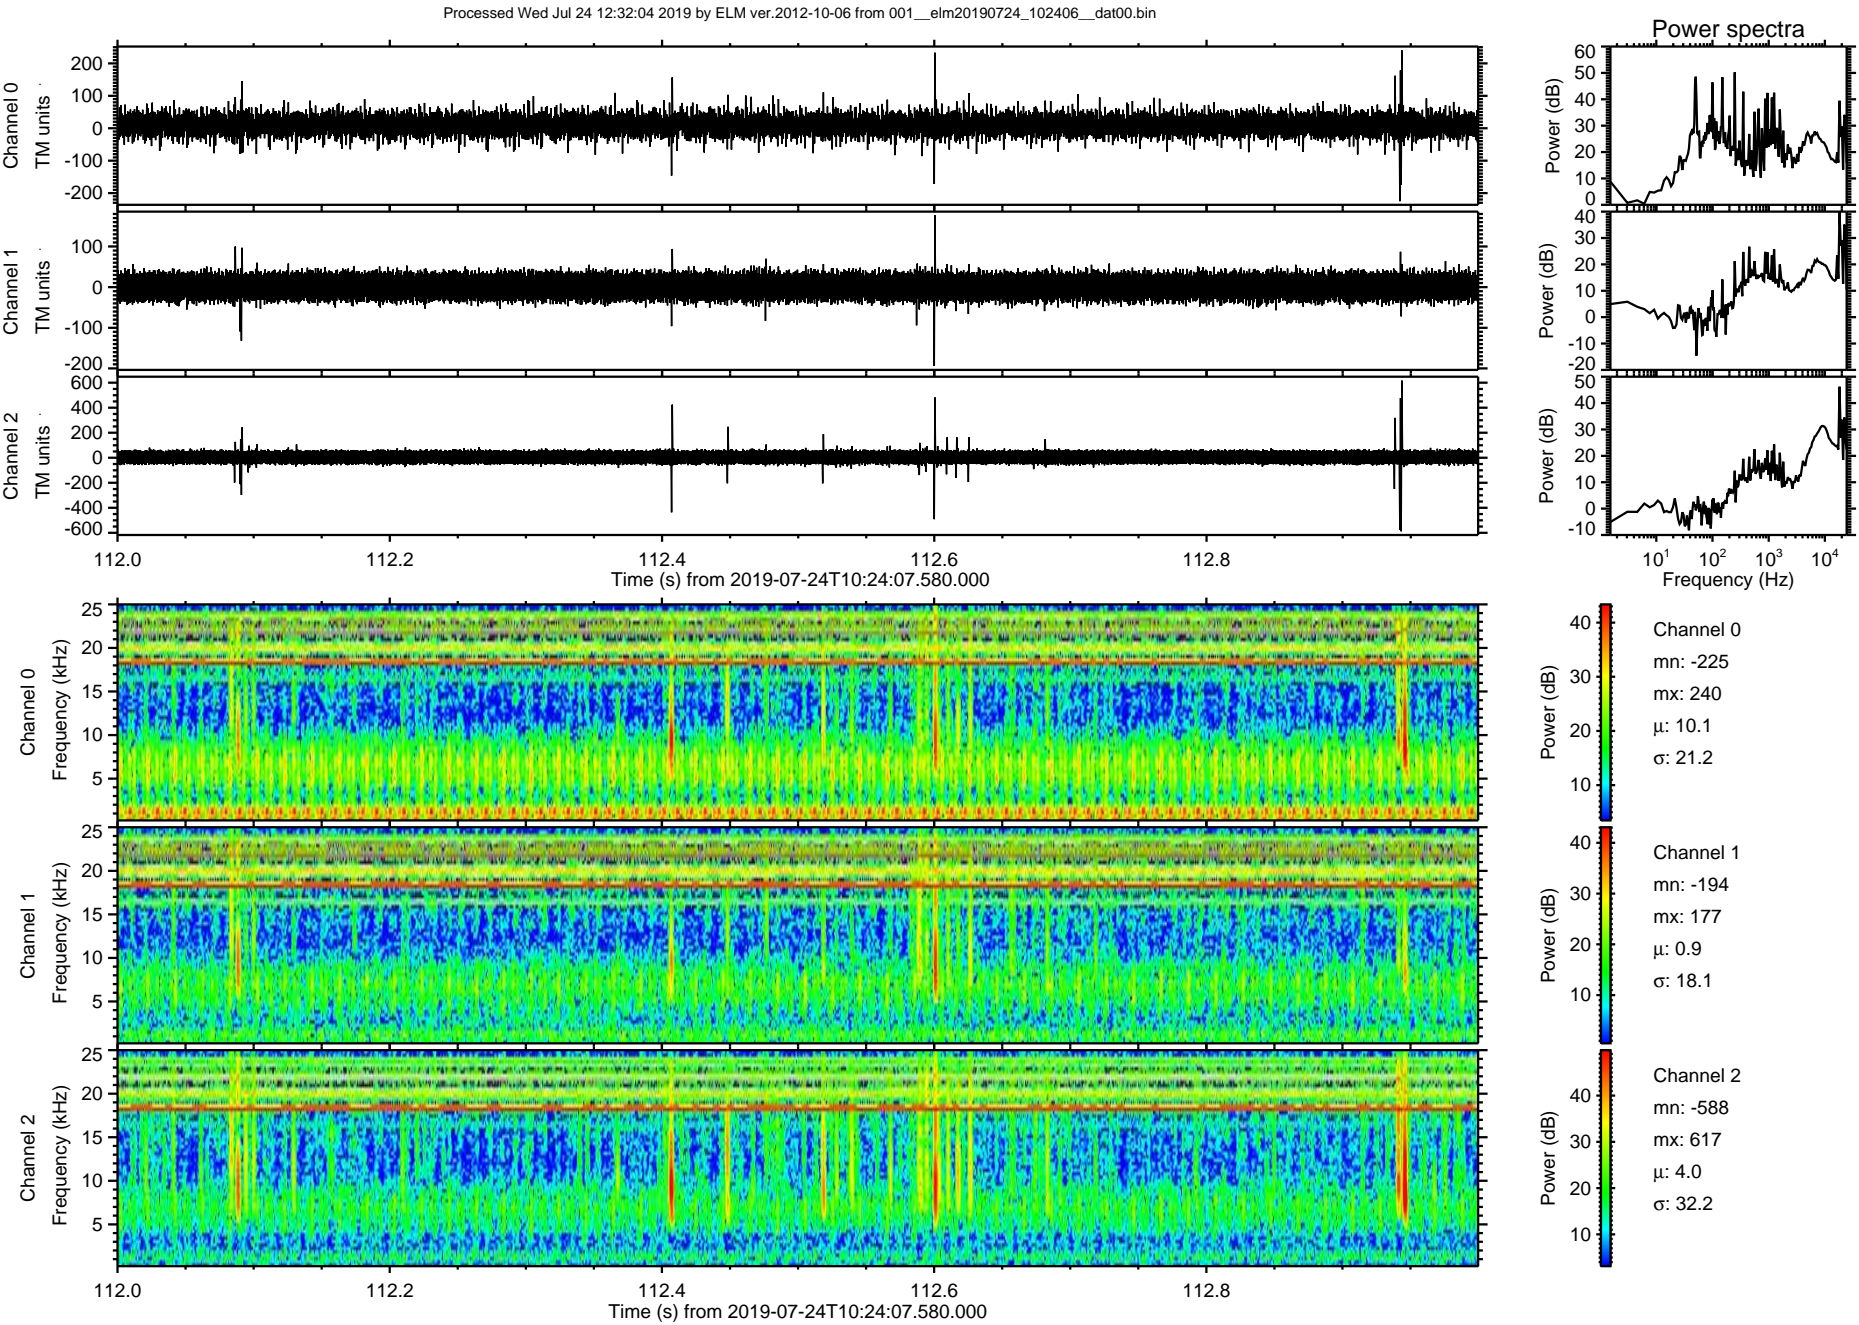 Processed Wed Jul 24 12:32:04 2019 by ELM ver.2012-10-06 from 001__elm20190724_102406__dat00.bin
Power spectra
Channel 0
TM units
200
100
0
-100
-200
Power (dB)
60
50
40
30
20
10
0
Channel 1
TM units
100
0
-100
-200
Power (dB)
40
30
20
10
0
-10
-20
Channel 2
TM units
600
400
200
0
-200
-400
-600
Power (dB)
50
40
30
20
10
0
-10
112.0 112.2 112.4 112.6 112.8
Time (s) from 2019-07-24T10:24:07.580.000
10^1 10^2 10^3 10^4
Frequency (Hz)
Channel 0
Frequency (kHz)
25
20
15
10
5
Power (dB)
40
30
20
10
Channel 0
mn: -225
mx: 240
µ: 10.1
σ: 21.2
Channel 1
Frequency (kHz)
25
20
15
10
5
Power (dB)
40
30
20
10
Channel 1
mn: -194
mx: 177
µ: 0.9
σ: 18.1
Channel 2
Frequency (kHz)
25
20
15
10
5
Power (dB)
40
30
20
10
Channel 2
mn: -588
mx: 617
µ: 4.0
σ: 32.2
112.0 112.2 112.4 112.6 112.8
Time (s) from 2019-07-24T10:24:07.580.000